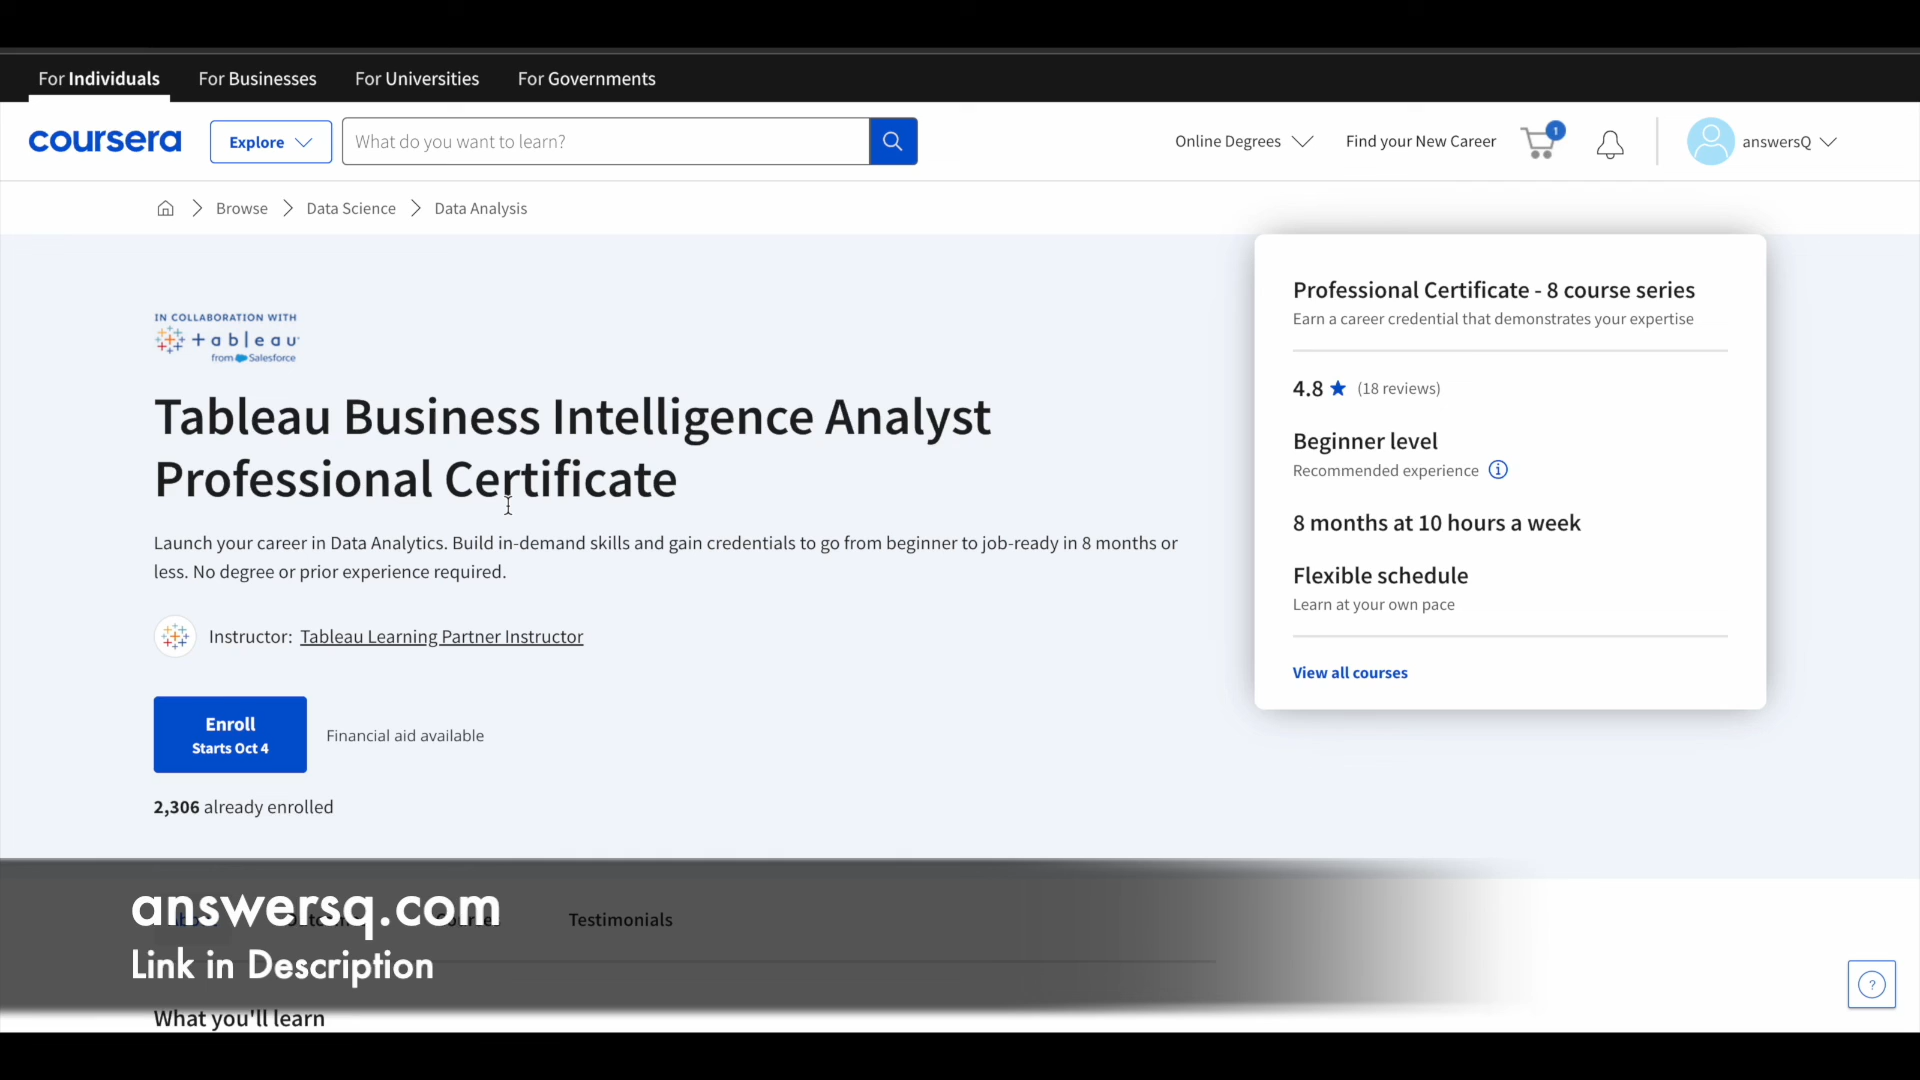 For Individuals For Businesses For Universities For Governments
coursera Explore What do you want to learn? Online Degrees Find your New Career 1 answersQ
Browse Data Science Data Analysis
IN COLLABORATION WITH
+ a b l e a u
from Salesforce
Tableau Business Intelligence Analyst
Professional Certificate
Launch your career in Data Analytics. Build in-demand skills and gain credentials to go from beginner to job-ready in 8 months or
less. No degree or prior experience required.
Instructor: Tableau Learning Partner Instructor
Enroll
Starts Oct 4
Financial aid available
2,306 already enrolled
Professional Certificate - 8 course series
Earn a career credential that demonstrates your expertise
4.8 ★ (18 reviews)
Beginner level
Recommended experience
8 months at 10 hours a week
Flexible schedule
Learn at your own pace
View all courses
answersq.com
Testimonials
Link in Description
What you'll learn
?